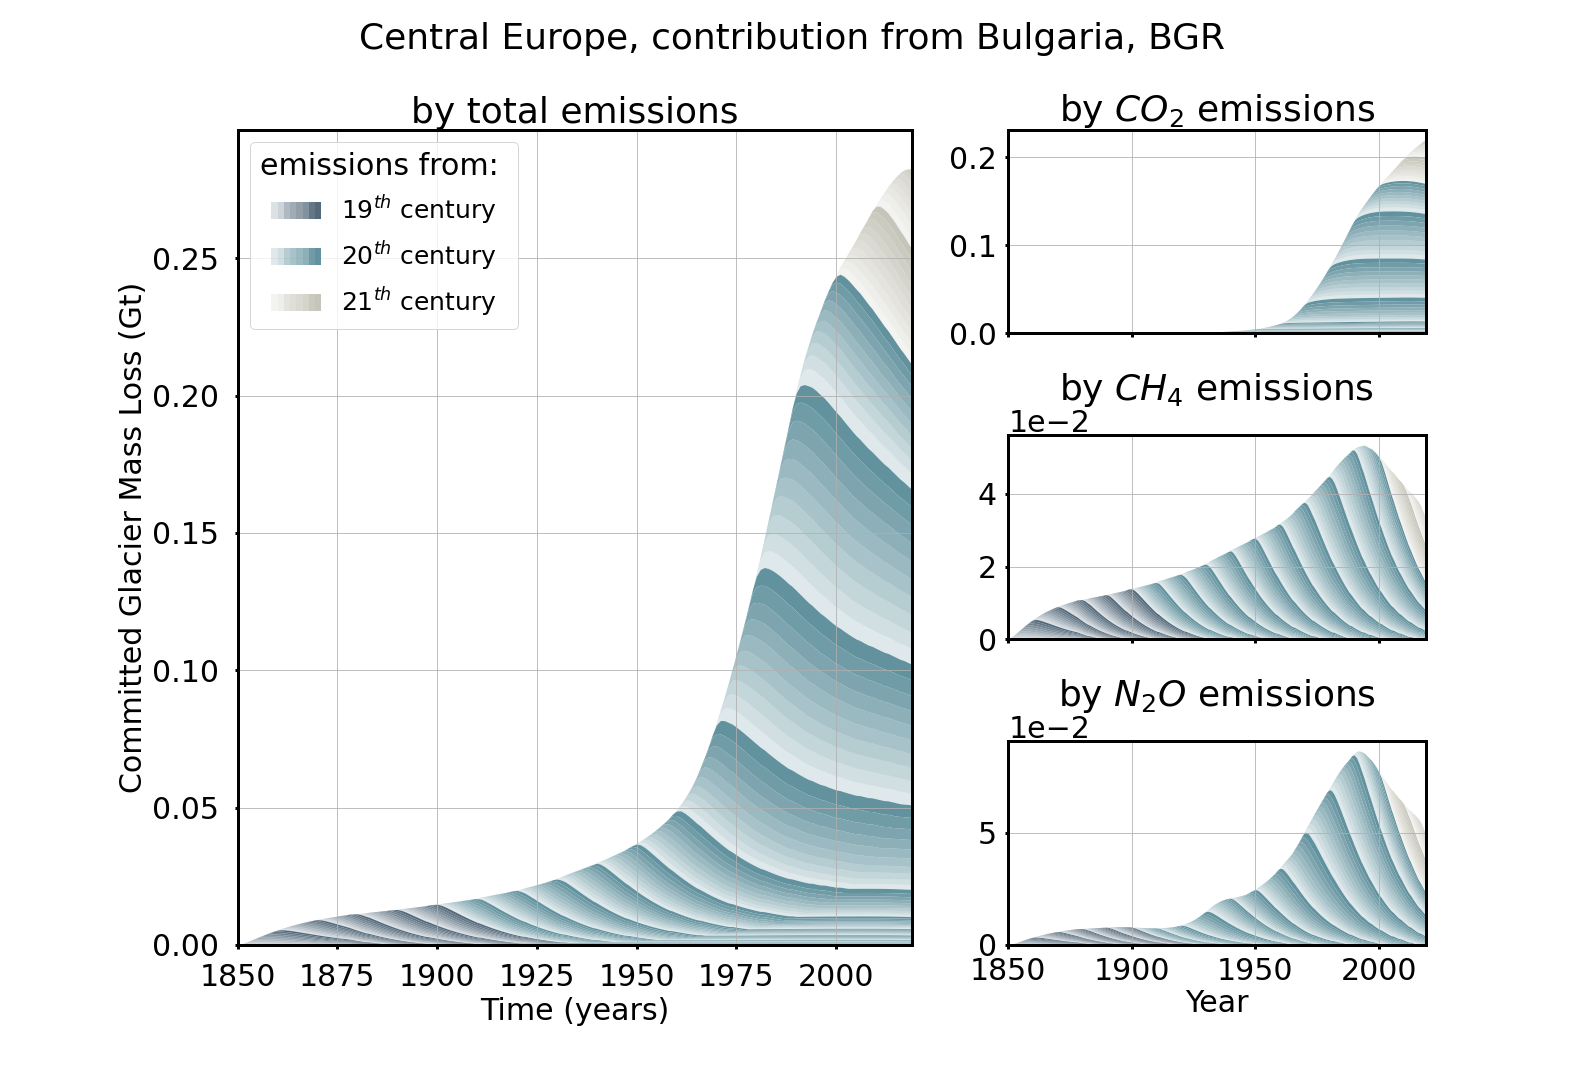 Central Europe, contribution from Bulgaria, BGR
by total emissions
emissions from:
19th century
20th century
21th century
Committed Glacier Mass Loss (Gt)
0.25
0.20
0.15
0.10
0.05
0.00
1850 1875 1900 1925 1950 1975 2000
Time (years)
by CO2 emissions
0.2
0.1
0.0
by CH4 emissions
1e−2
4
2
0
by N2O emissions
1e−2
5
0
1850 1900 1950 2000
Year